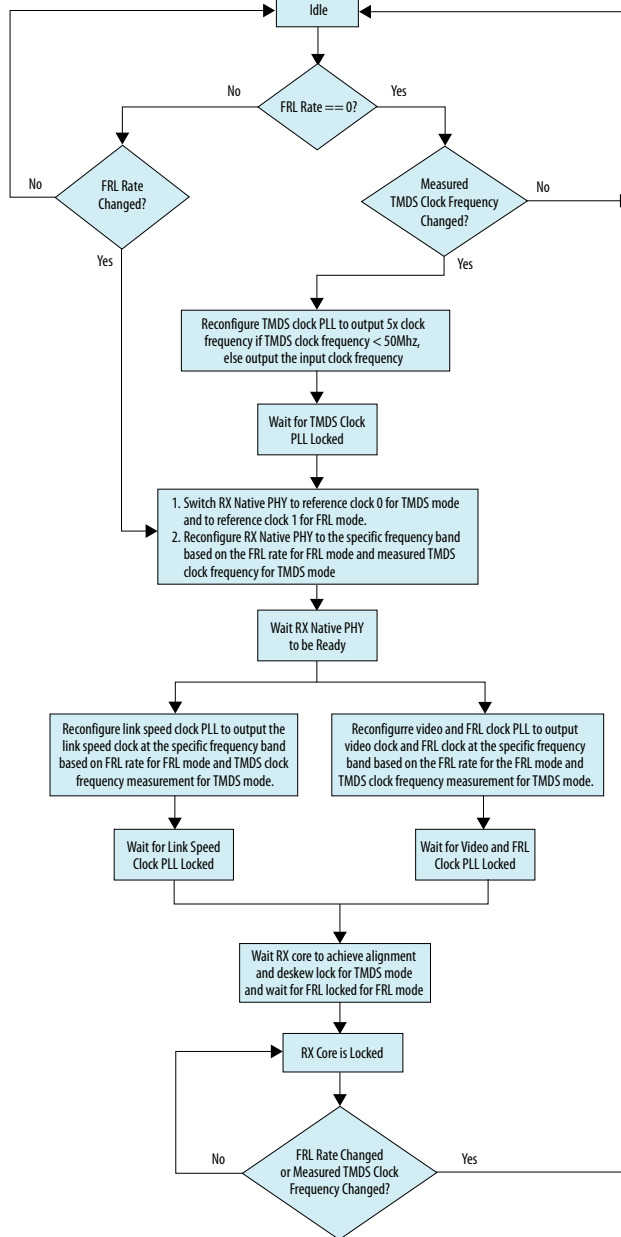 Idle
No
FRL Rate == 0?
Yes
No
FRL Rate
Changed?
Yes
Measured
TMDS Clock Frequency
Changed?
No
Yes
Reconfigure TMDS clock PLL to output 5x clock
frequency if TMDS clock frequency < 50Mhz,
else output the input clock frequency
Wait for TMDS Clock
PLL Locked
1. Switch RX Native PHY to reference clock 0 for TMDS mode
and to reference clock 1 for FRL mode.
2. Reconfigure RX Native PHY to the specific frequency band
based on the FRL rate for FRL mode and measured TMDS
clock frequency for TMDS mode
Wait RX Native PHY
to be Ready
Reconfigure link speed clock PLL to output the
link speed clock at the specific frequency band
based on FRL rate for FRL mode and TMDS clock
frequency measurement for TMDS mode.
Reconfigurre video and FRL clock PLL to output
video clock and FRL clock at the specific frequency
band based on the FRL rate for the FRL mode and
TMDS clock frequency measurement for TMDS mode.
Wait for Link Speed
Clock PLL Locked
Wait for Video and FRL
Clock PLL Locked
Wait RX core to achieve alignment
and deskew lock for TMDS mode
and wait for FRL locked for FRL mode
RX Core is Locked
No
FRL Rate Changed
or Measured TMDS Clock
Frequency Changed?
Yes